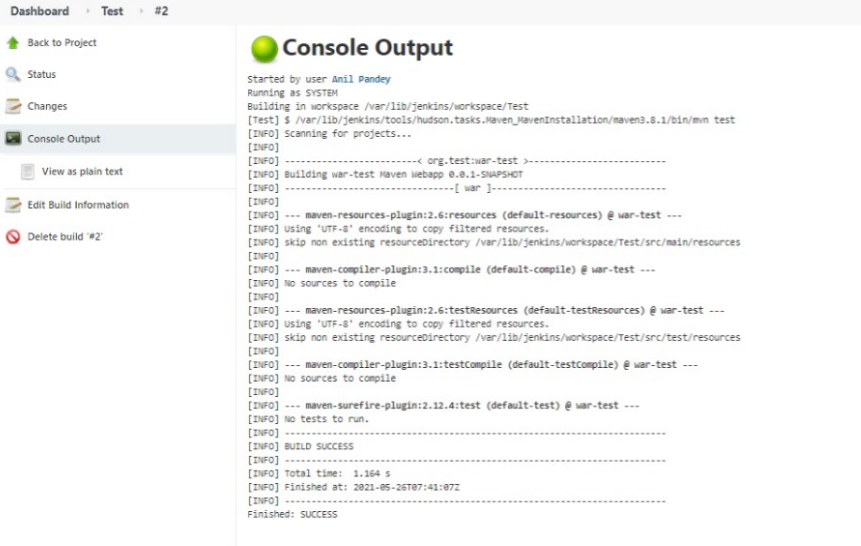 Dashboard › Test › #2
Back to Project
Status
Changes
Console Output
View as plain text
Edit Build Information
Delete build '#2'
Console Output
Started by user Anil Pandey
Running as SYSTEM
Building in workspace /var/lib/jenkins/workspace/Test
[Test] $ /var/lib/jenkins/tools/hudson.tasks.Maven_MavenInstallation/maven3.8.1/bin/mvn test
[INFO] Scanning for projects...
[INFO]
[INFO] -------------------------< org.test:war-test >--------------------------
[INFO] Building war-test Maven Webapp 0.0.1-SNAPSHOT
[INFO] --------------------------------[ war ]---------------------------------
[INFO]
[INFO] --- maven-resources-plugin:2.6:resources (default-resources) @ war-test ---
[INFO] Using 'UTF-8' encoding to copy filtered resources.
[INFO] skip non existing resourceDirectory /var/lib/jenkins/workspace/Test/src/main/resources
[INFO]
[INFO] --- maven-compiler-plugin:3.1:compile (default-compile) @ war-test ---
[INFO] No sources to compile
[INFO]
[INFO] --- maven-resources-plugin:2.6:testResources (default-testResources) @ war-test ---
[INFO] Using 'UTF-8' encoding to copy filtered resources.
[INFO] skip non existing resourceDirectory /var/lib/jenkins/workspace/Test/src/test/resources
[INFO]
[INFO] --- maven-compiler-plugin:3.1:testCompile (default-testCompile) @ war-test ---
[INFO] No sources to compile
[INFO]
[INFO] --- maven-surefire-plugin:2.12.4:test (default-test) @ war-test ---
[INFO] No tests to run.
[INFO] ------------------------------------------------------------------------
[INFO] BUILD SUCCESS
[INFO] ------------------------------------------------------------------------
[INFO] Total time:  1.164 s
[INFO] Finished at: 2021-05-26T07:41:07Z
[INFO] ------------------------------------------------------------------------
Finished: SUCCESS